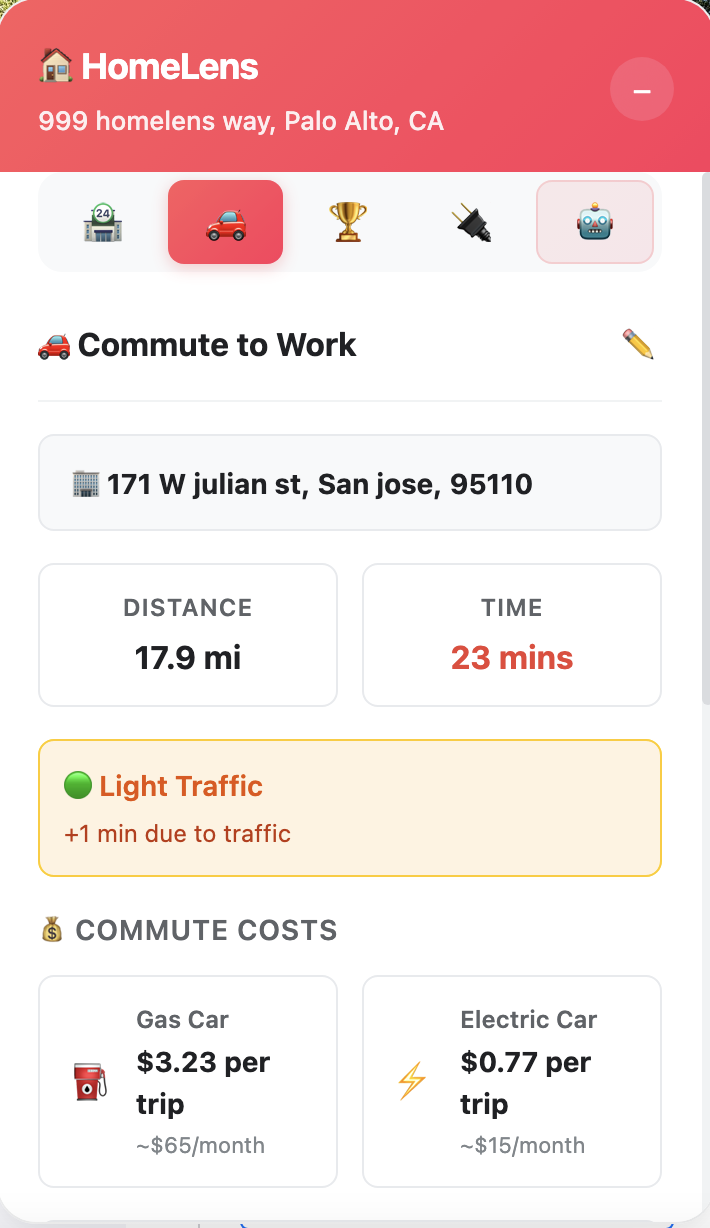 HomeLens
999 homelens way, Palo Alto, CA
24
Commute to Work
171 W julian st, San jose, 95110
DISTANCE
17.9 mi
TIME
23 mins
Light Traffic
+1 min due to traffic
COMMUTE COSTS
Gas Car
$3.23 per
trip
~$65/month
Electric Car
$0.77 per
trip
~$15/month